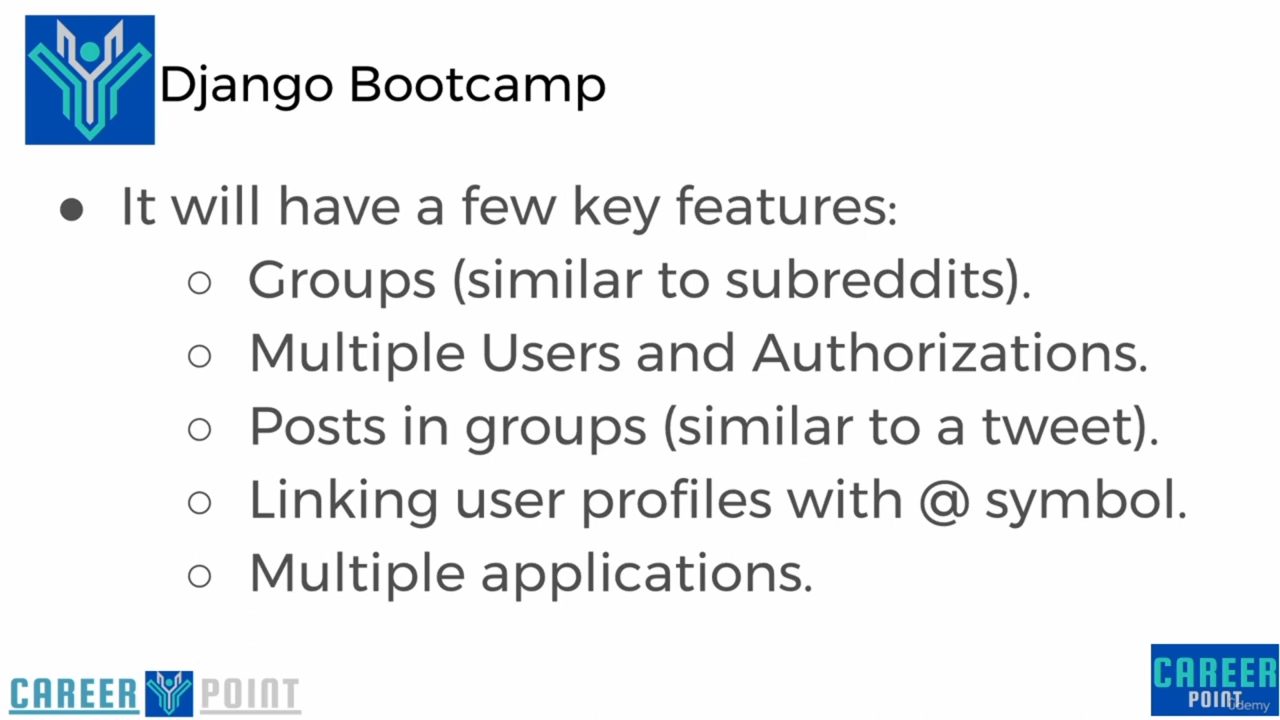 Django Bootcamp
● It will have a few key features:
○ Groups (similar to subreddits).
○ Multiple Users and Authorizations.
○ Posts in groups (similar to a tweet).
○ Linking user profiles with @ symbol.
○ Multiple applications.
CAREER POINT
CAREER
POINT
ûdemy